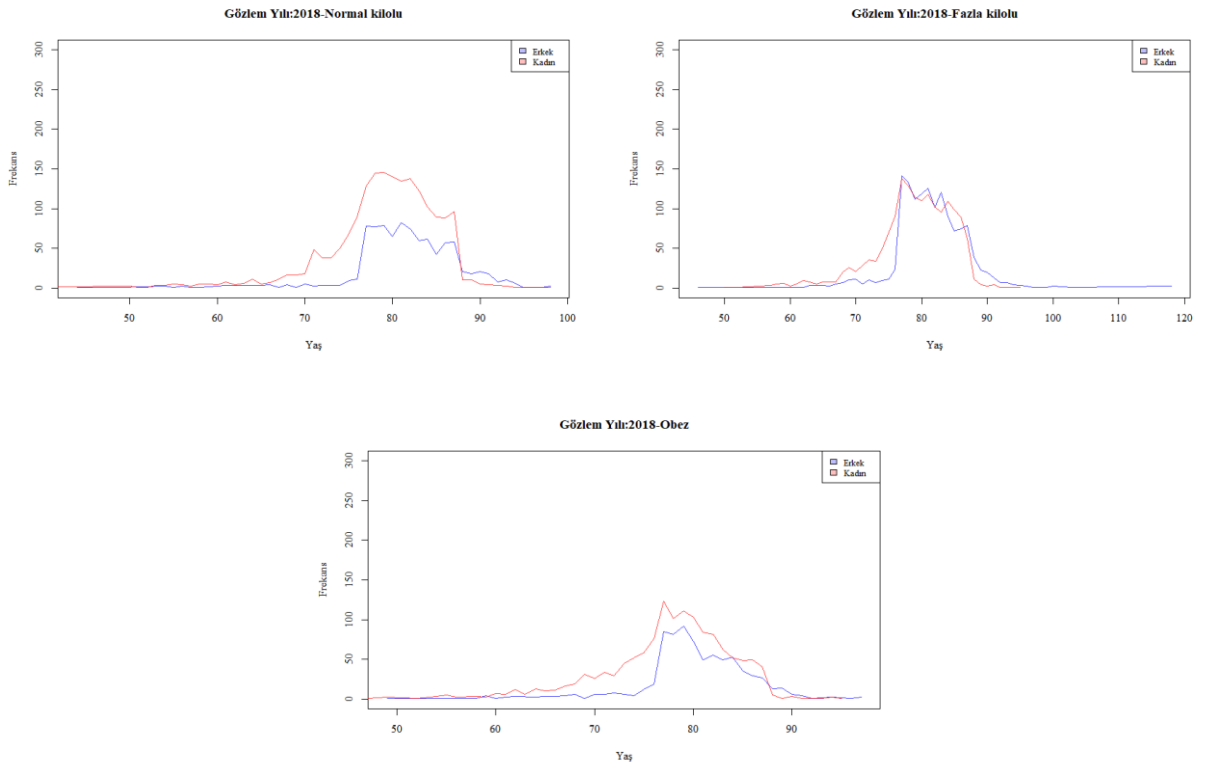 Gözlem Yılı:2018-Normal kilolu
Erkek
Kadın
300
250
200
150
100
50
0
Frekans
50 60 70 80 90 100
Yaş
Gözlem Yılı:2018-Fazla kilolu
Erkek
Kadın
300
250
200
150
100
50
0
Frekans
50 60 70 80 90 100 110 120
Yaş
Gözlem Yılı:2018-Obez
Erkek
Kadın
300
250
200
150
100
50
0
Frekans
50 60 70 80 90
Yaş